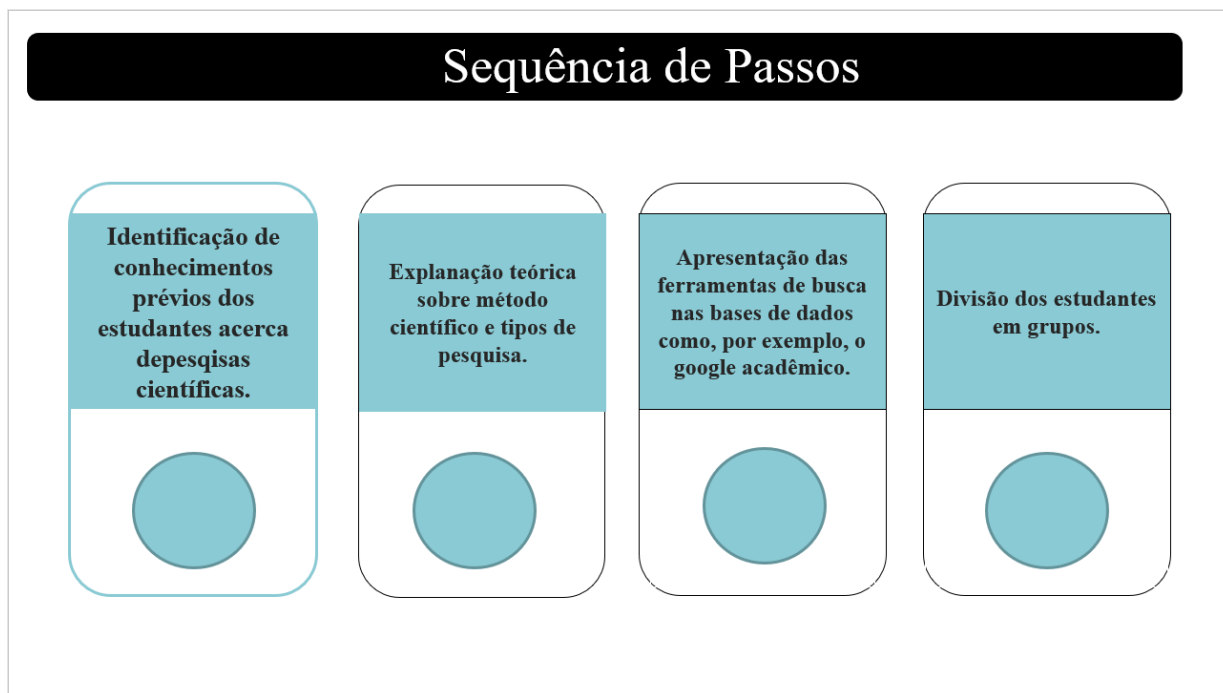 Sequência de Passos
Identificação de
conhecimentos
prévios dos
estudantes acerca
depesqisas
científicas.
Explanação teórica
sobre método
científico e tipos de
pesquisa.
Apresentação das
ferramentas de busca
nas bases de dados
como, por exemplo, o
google acadêmico.
Divisão dos estudantes
em grupos.